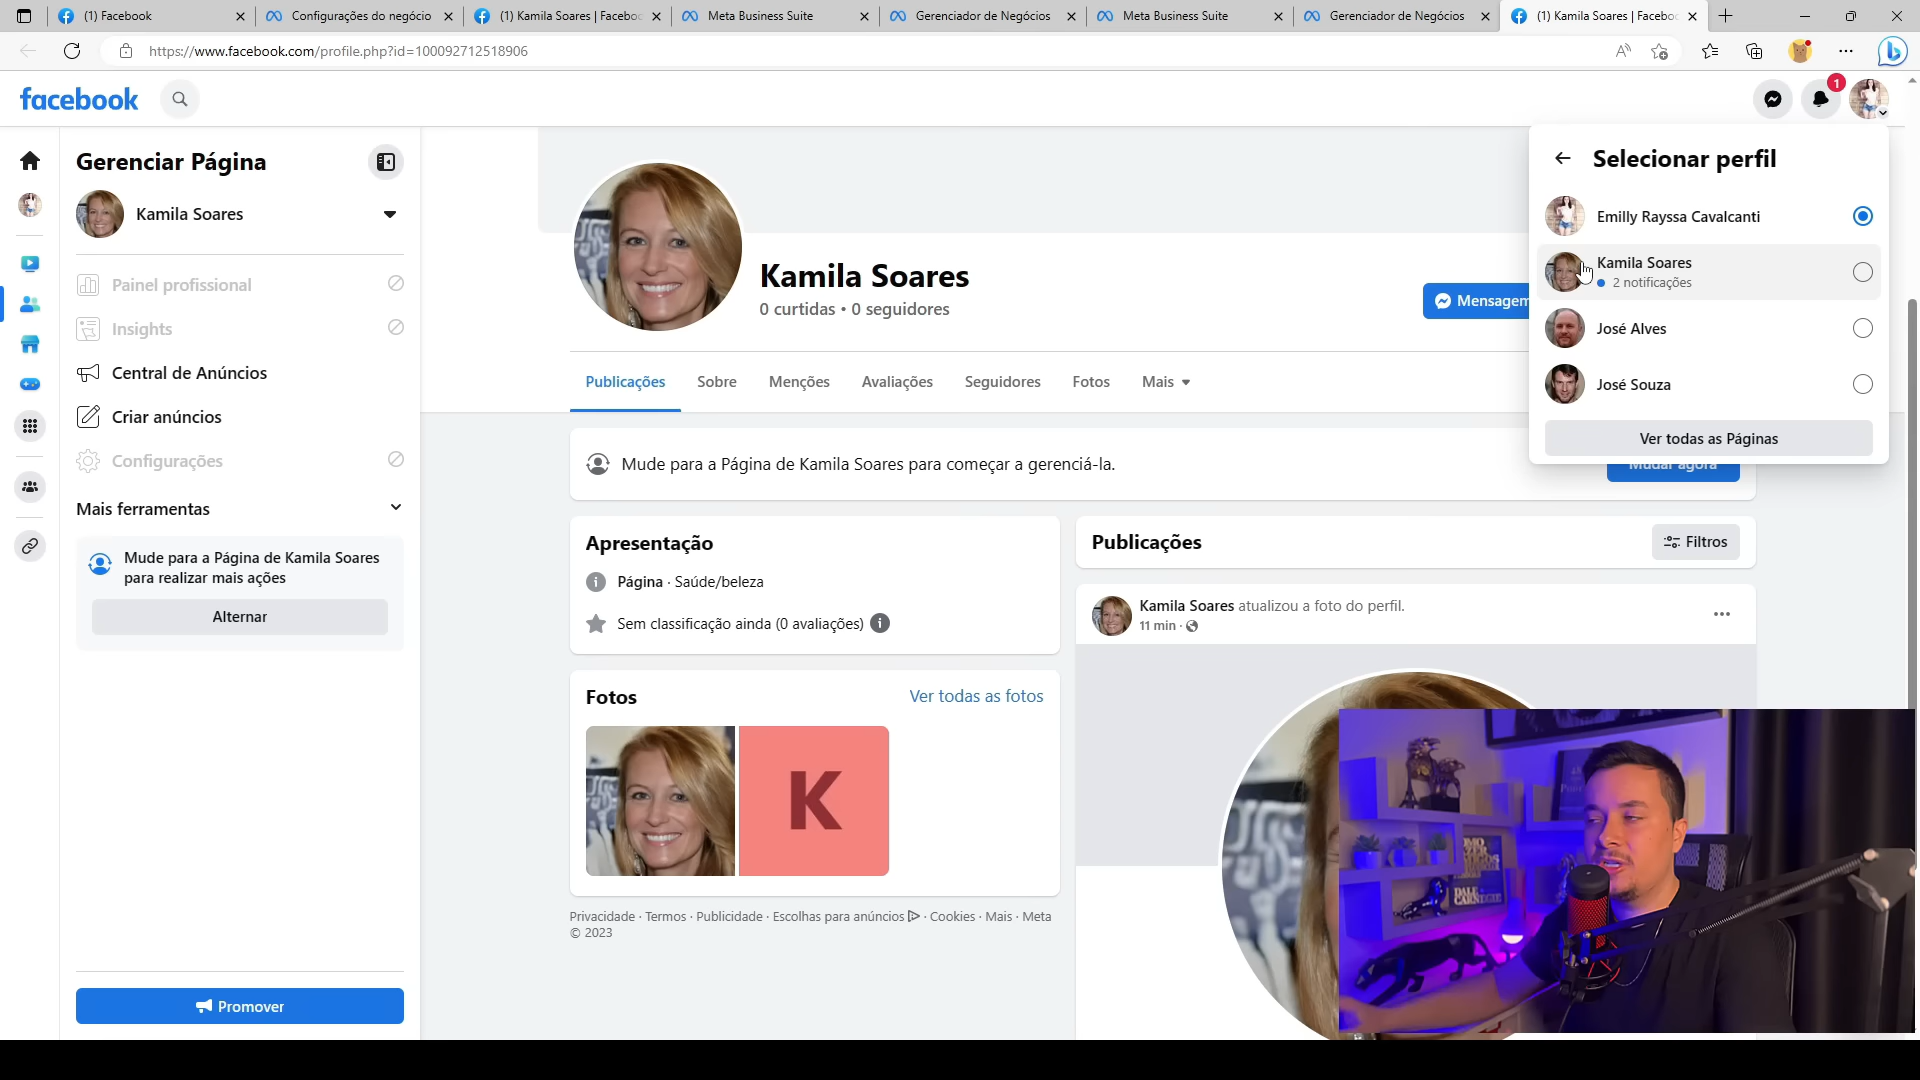 (1) Facebook
Configurações do negócio
(1) Kamila Soares | Faceboo
Meta Business Suite
Gerenciador de Negócios
Meta Business Suite
Gerenciador de Negócios
(1) Kamila Soares | Faceboo
https://www.facebook.com/profile.php?id=100092712518906
facebook
1
Gerenciar Página
Kamila Soares
Painel profissional
Insights
Central de Anúncios
Criar anúncios
Configurações
Mais ferramentas
Mude para a Página de Kamila Soares
para realizar mais ações
Alternar
Promover
Kamila Soares
0 curtidas • 0 seguidores
Mensagem
Publicações
Sobre
Menções
Avaliações
Seguidores
Fotos
Mais
Mude para a Página de Kamila Soares para começar a gerenciá-la.
Mudar agora
Apresentação
Página · Saúde/beleza
Sem classificação ainda (0 avaliações)
Fotos
Ver todas as fotos
K
Privacidade · Termos · Publicidade · Escolhas para anúncios · Cookies · Mais · Meta
© 2023
Publicações
Filtros
Kamila Soares atualizou a foto do perfil.
11 min ·
Selecionar perfil
Emilly Rayssa Cavalcanti
Kamila Soares
2 notificações
José Alves
José Souza
Ver todas as Páginas
DALE
CARNEGIE